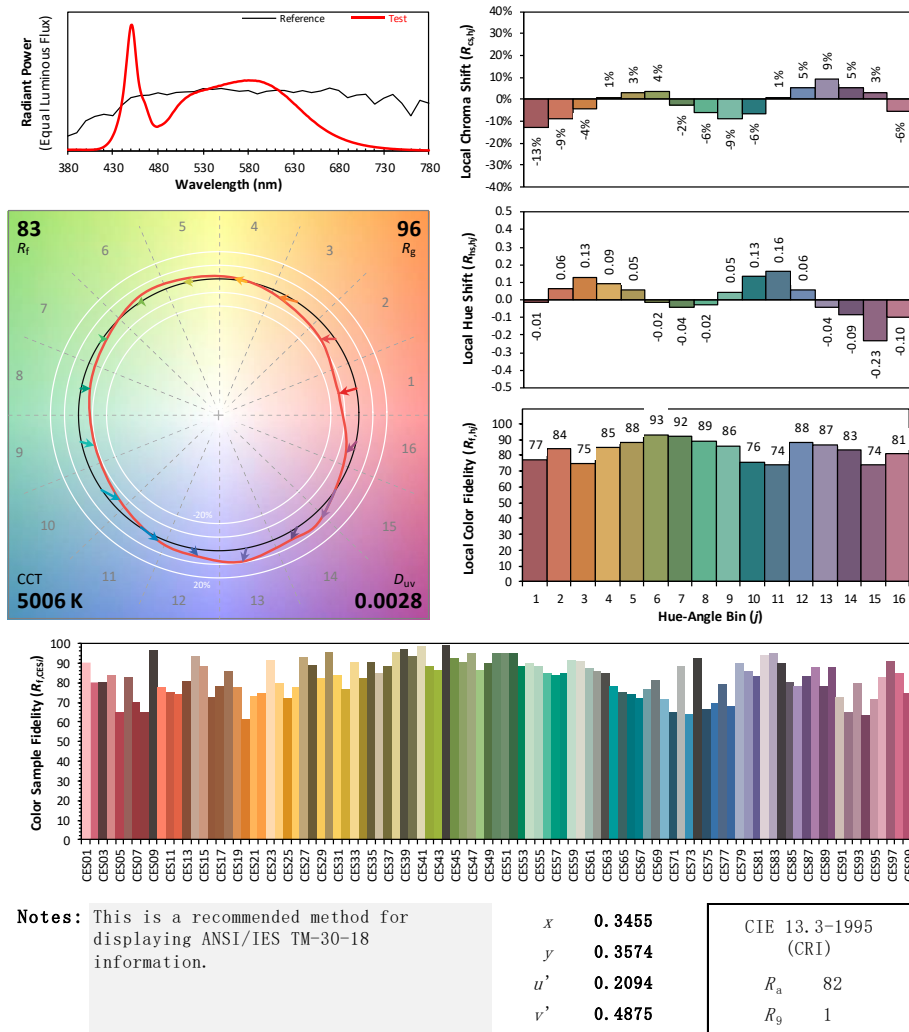 Radiant Power
(Equal Luminous Flux)
Reference
Test
380 430 480 530 580 630 680 730 780
Wavelength (nm)
Local Chroma Shift (Rcs,hj)
40%
30%
20%
10%
0%
-10%
-20%
-30%
-40%
-13% -9% -4% 1% 3% 4% -2% -6% -9% -6% 1% 5% 9% 5% 3% -6%
83
Rf
96
Rg
1
2
3
4
5
6
7
8
9
10
11
12
13
14
15
16
-20%
20%
CCT
5006 K
Duv
0.0028
Local Hue Shift (Rhs,hj)
0.5
0.4
0.3
0.2
0.1
0.0
-0.1
-0.2
-0.3
-0.4
-0.5
-0.01 0.06 0.13 0.09 0.05 -0.02 -0.04 -0.02 0.05 0.13 0.16 0.06 -0.04 -0.09 -0.23 -0.10
Local Color Fidelity (Rf,hj)
100
90
80
70
60
50
40
30
20
10
0
77 84 75 85 88 93 92 89 86 76 74 88 87 83 74 81
1 2 3 4 5 6 7 8 9 10 11 12 13 14 15 16
Hue-Angle Bin (j)
Color Sample Fidelity (Rf,CESi)
100
90
80
70
60
50
40
30
20
10
0
CES01 CES03 CES05 CES07 CES09 CES11 CES13 CES15 CES17 CES19 CES21 CES23 CES25 CES27 CES29 CES31 CES33 CES35 CES37 CES39 CES41 CES43 CES45 CES47 CES49 CES51 CES53 CES55 CES57 CES59 CES61 CES63 CES65 CES67 CES69 CES71 CES73 CES75 CES77 CES79 CES81 CES83 CES85 CES87 CES89 CES91 CES93 CES95 CES97 CES99
Notes: This is a recommended method for
displaying ANSI/IES TM-30-18
information.
x 0.3455
y 0.3574
u' 0.2094
v' 0.4875
CIE 13.3-1995
(CRI)
Ra 82
R9 1